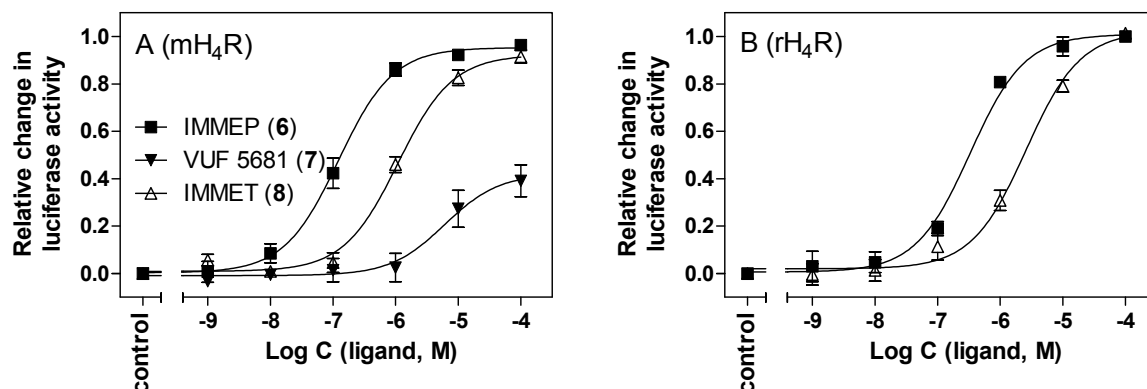 Relative change in
luciferase activity
1.0
0.8
0.6
0.4
0.2
0.0
A (mH₄R)
IMMEP (6)
VUF 5681 (7)
IMMET (8)
control
-9
-8
-7
-6
-5
-4
Log C (ligand, M)
Relative change in
luciferase activity
1.0
0.8
0.6
0.4
0.2
0.0
B (rH₄R)
control
-9
-8
-7
-6
-5
-4
Log C (ligand, M)